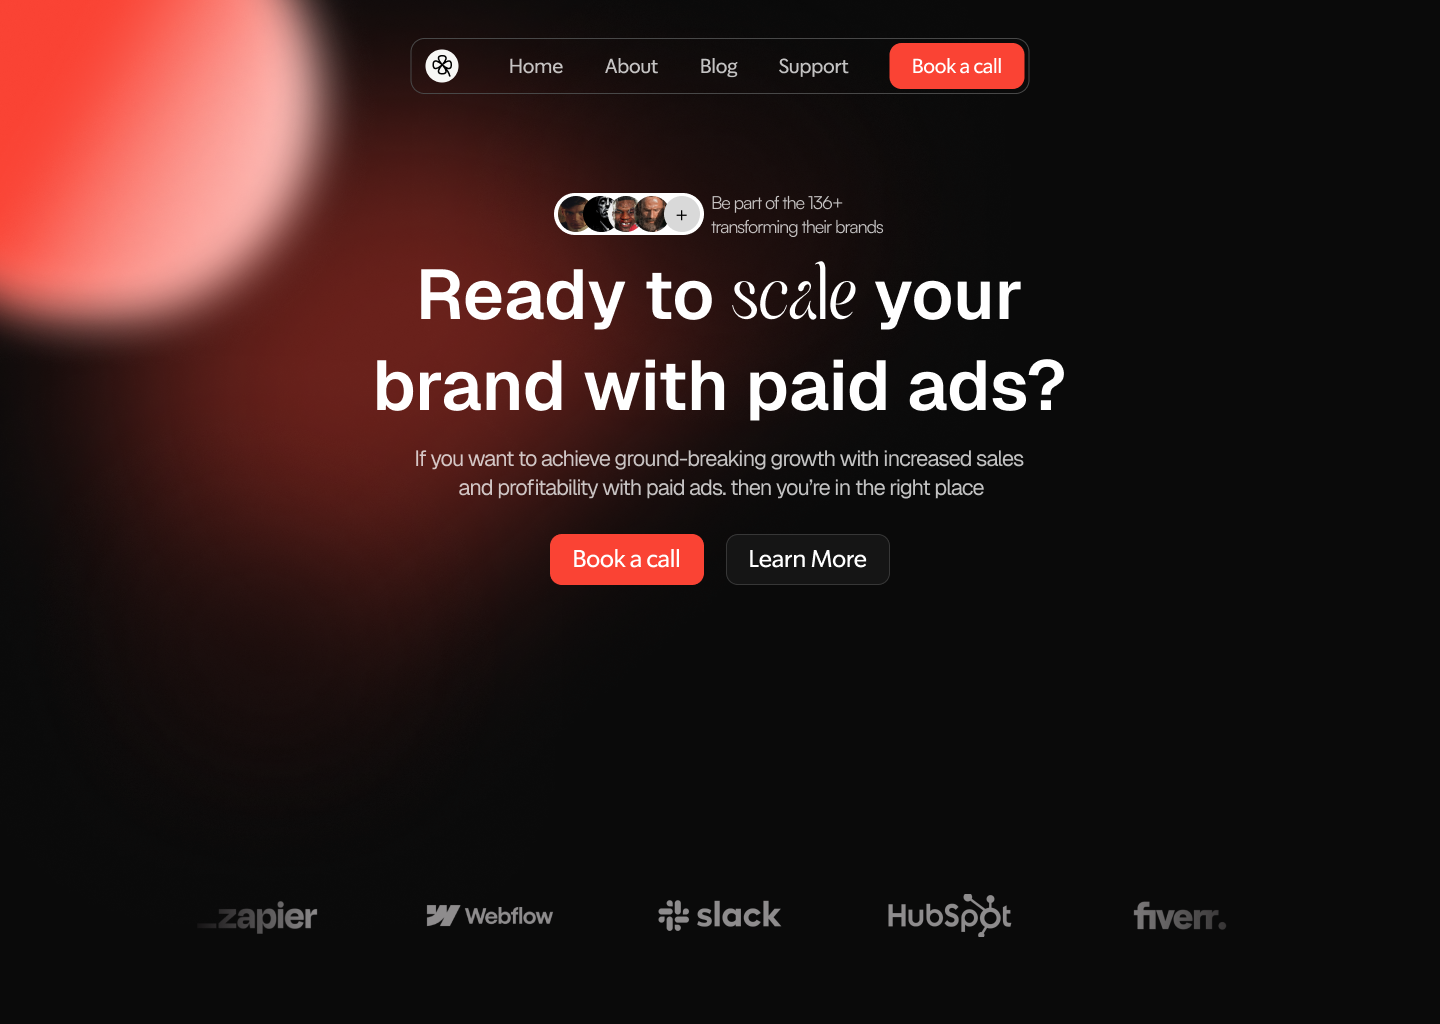 Home About Blog Support Book a call
+ Be part of the 136+
transforming their brands
Ready to scale your
brand with paid ads?
If you want to achieve ground-breaking growth with increased sales
and profitability with paid ads. then you’re in the right place
Book a call Learn More
_zapier Webflow slack HubSpot fiverr.